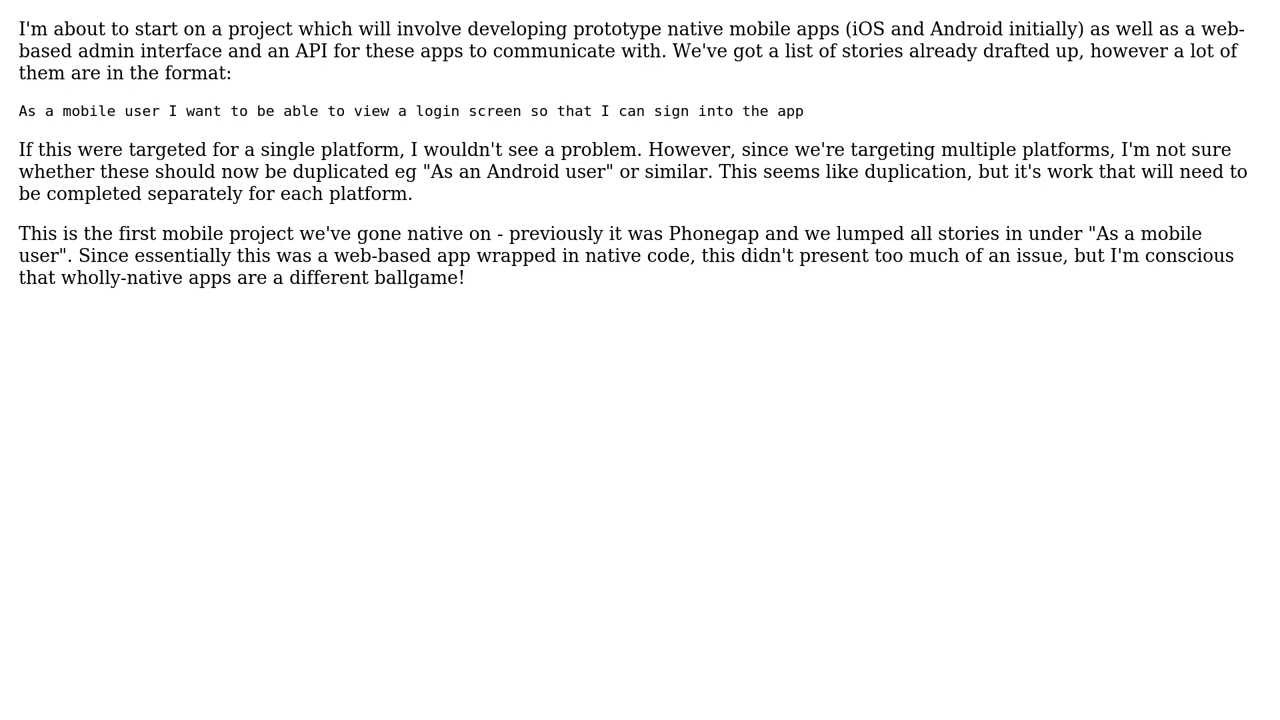 I'm about to start on a project which will involve developing prototype native mobile apps (iOS and Android initially) as well as a web-
based admin interface and an API for these apps to communicate with. We've got a list of stories already drafted up, however a lot of
them are in the format:
As a mobile user I want to be able to view a login screen so that I can sign into the app
If this were targeted for a single platform, I wouldn't see a problem. However, since we're targeting multiple platforms, I'm not sure
whether these should now be duplicated eg "As an Android user" or similar. This seems like duplication, but it's work that will need to
be completed separately for each platform.
This is the first mobile project we've gone native on - previously it was Phonegap and we lumped all stories in under "As a mobile
user". Since essentially this was a web-based app wrapped in native code, this didn't present too much of an issue, but I'm conscious
that wholly-native apps are a different ballgame!